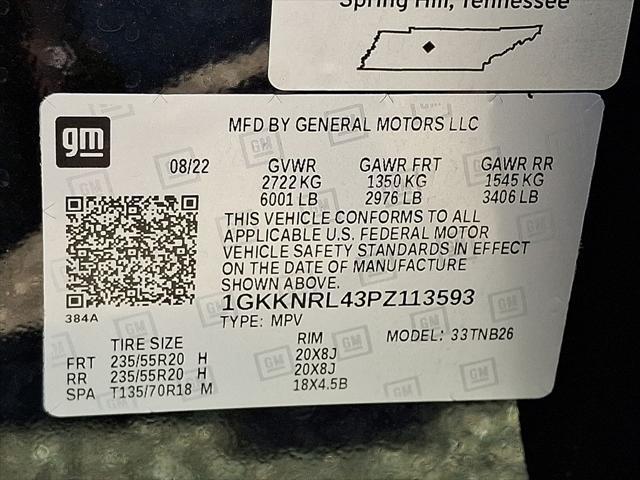 Spring Hill, Tennessee
gm
MFD BY GENERAL MOTORS LLC
08/22 GVWR GAWR FRT GAWR RR
2722 KG 1350 KG 1545 KG
6001 LB 2976 LB 3406 LB
THIS VEHICLE CONFORMS TO ALL
APPLICABLE U.S. FEDERAL MOTOR
VEHICLE SAFETY STANDARDS IN EFFECT
ON THE DATE OF MANUFACTURE
SHOWN ABOVE.
384A
1GKKNRL43PZ113593
TYPE: MPV MODEL: 33TNB26
TIRE SIZE RIM
FRT 235/55R20 H 20X8J
RR 235/55R20 H 20X8J
SPA T135/70R18 M 18X4.5B